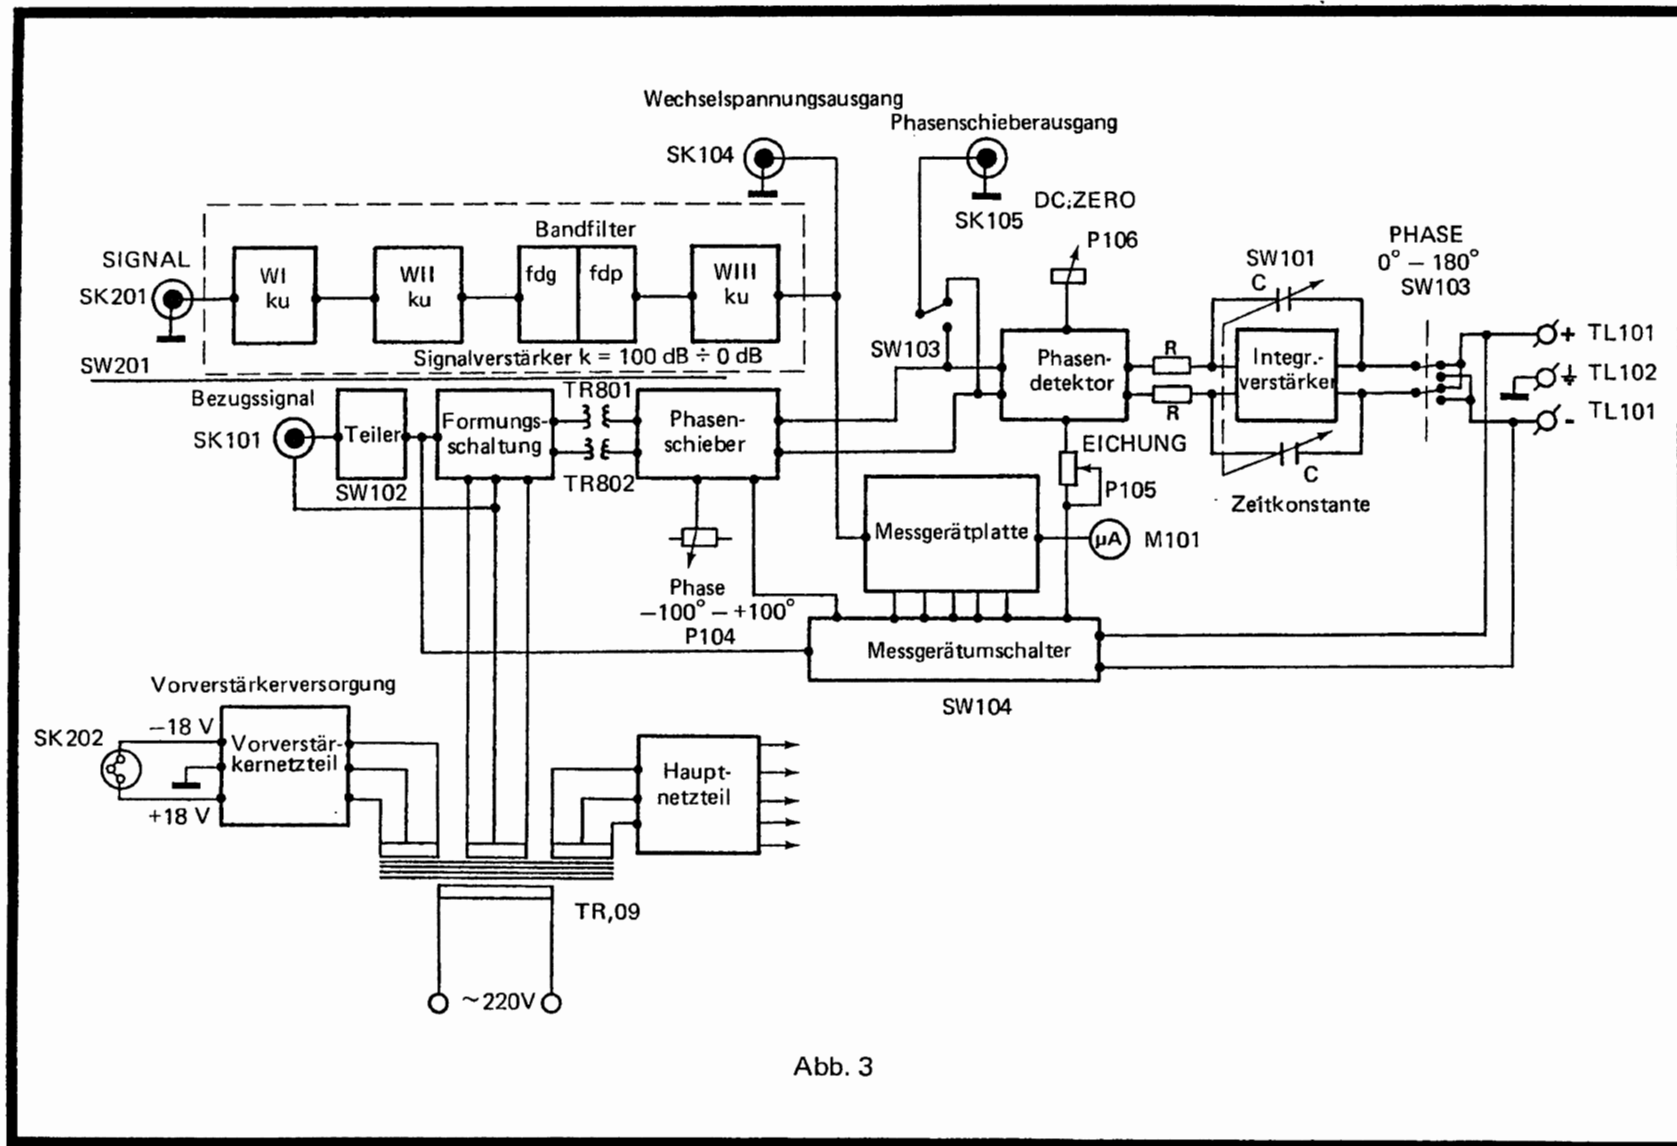 Wechselspannungsausgang
SK104
Phasenschieberausgang
SK105
DC;ZERO
P106
PHASE
0° – 180°
SW103
SW101
C
Bandfilter
SIGNAL
SK201
WI
ku
WII
ku
fdg
fdp
WIII
ku
Signalverstärker k = 100 dB ÷ 0 dB
SW201
SW103
Phasen-
detektor
R
R
Integr.-
verstärker
C
Zeitkonstante
+ TL101
TL102
- TL101
Bezugssignal
SK101
Teiler
SW102
Formungs-
schaltung
TR801
TR802
Phasen-
schieber
EICHUNG
P105
Messgerätplatte
µA
M101
Phase
–100° – +100°
P104
Messgerätumschalter
SW104
Vorverstärkerversorgung
SK202
–18 V
+18 V
Vorverstär-
kernetzteil
Haupt-
netzteil
TR,09
~220V
Abb. 3